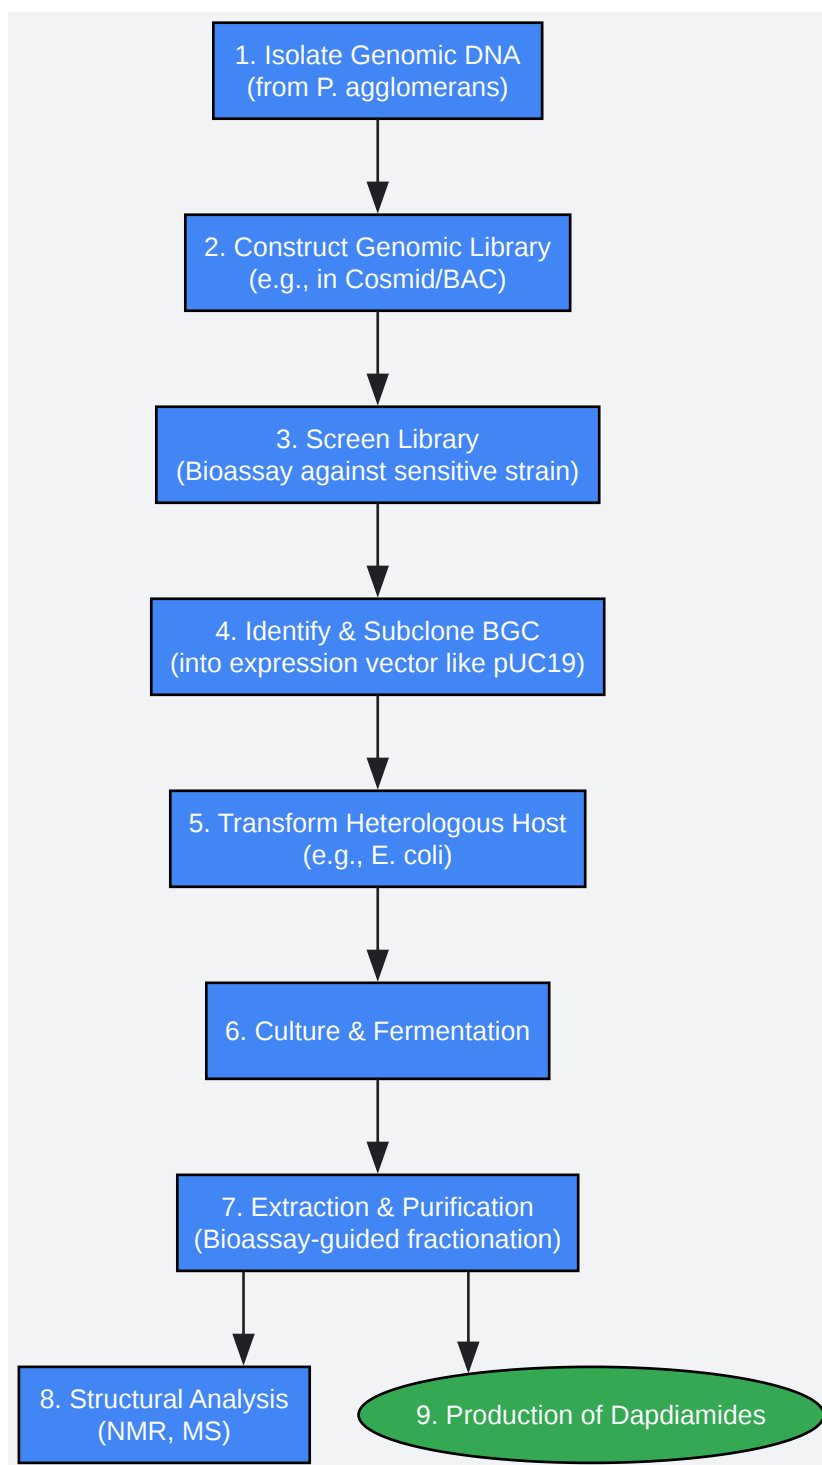 1. Isolate Genomic DNA
(from P. agglomerans)
2. Construct Genomic Library
(e.g., in Cosmid/BAC)
3. Screen Library
(Bioassay against sensitive strain)
4. Identify & Subclone BGC
(into expression vector like pUC19)
5. Transform Heterologous Host
(e.g., E. coli)
6. Culture & Fermentation
7. Extraction & Purification
(Bioassay-guided fractionation)
8. Structural Analysis
(NMR, MS)
9. Production of Dapdiamides